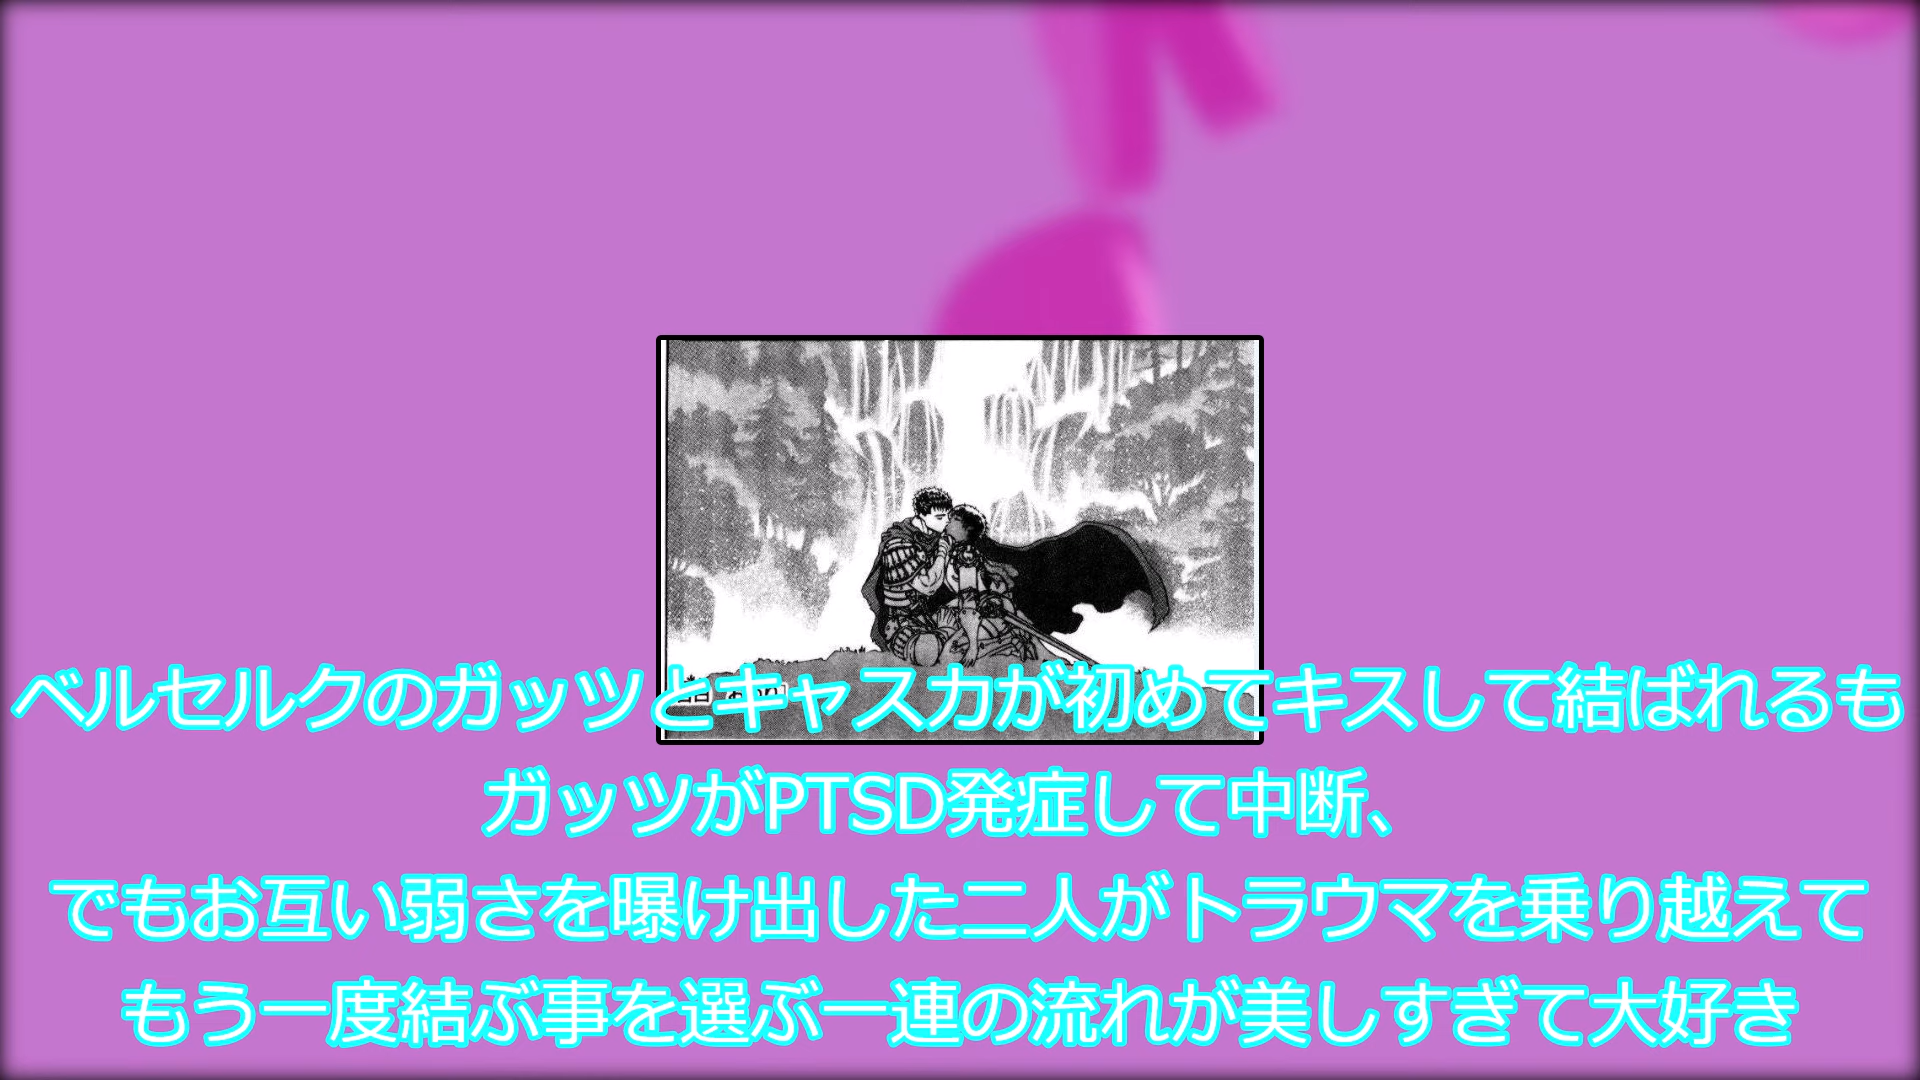 ベルセルクのガッツとキャスカが初めてキスして結ばれるも
ガッツがPTSD発症して中断、
でもお互い弱さを曝け出した二人がトラウマを乗り越えて
もう一度結ぶ事を選ぶ一連の流れが美しすぎて大好き